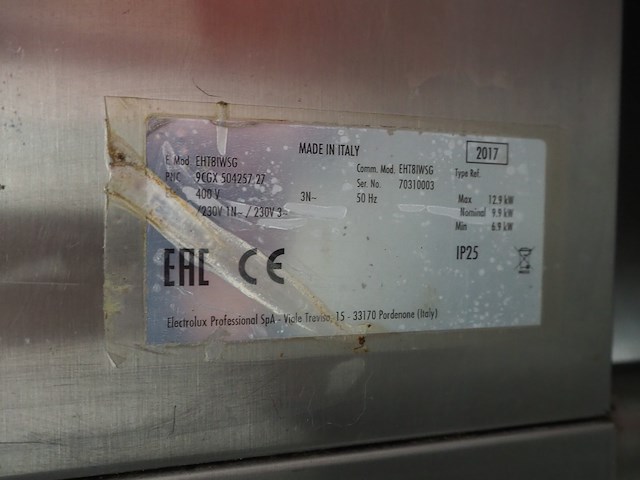 MADE IN ITALY
2017
F. Mod. EHT8IWSG
Comm. Mod. EHT8IWSG
Type Ref.
PNC 9CGX 504257 27
Ser. No. 70310003
400 V 3N~ 50 Hz
Max 12.9 kW
/230V 1N~ / 230V 3~
Nominal 9.9 kW
Min 6.9 kW
IP25
EAC CE
Electrolux Professional SpA - Viale Treviso, 15 - 33170 Pordenone (Italy)